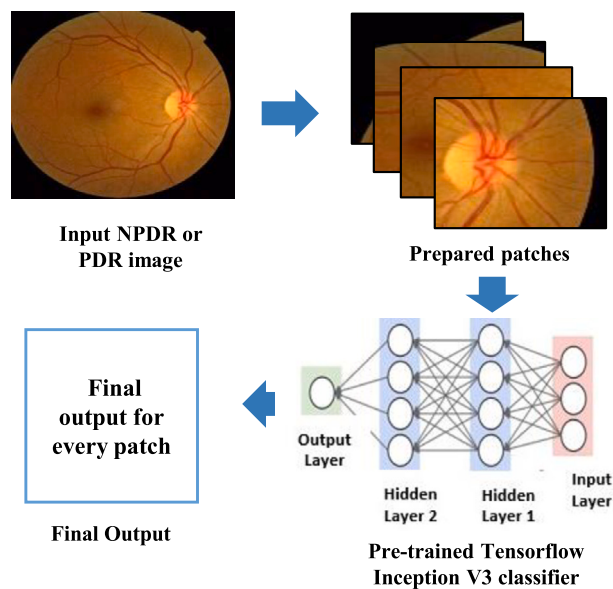 Input NPDR or
PDR image
Prepared patches
Final
output for
every patch
Final Output
Output
Layer
Hidden
Layer 2
Hidden
Layer 1
Input
Layer
Pre-trained Tensorflow
Inception V3 classifier